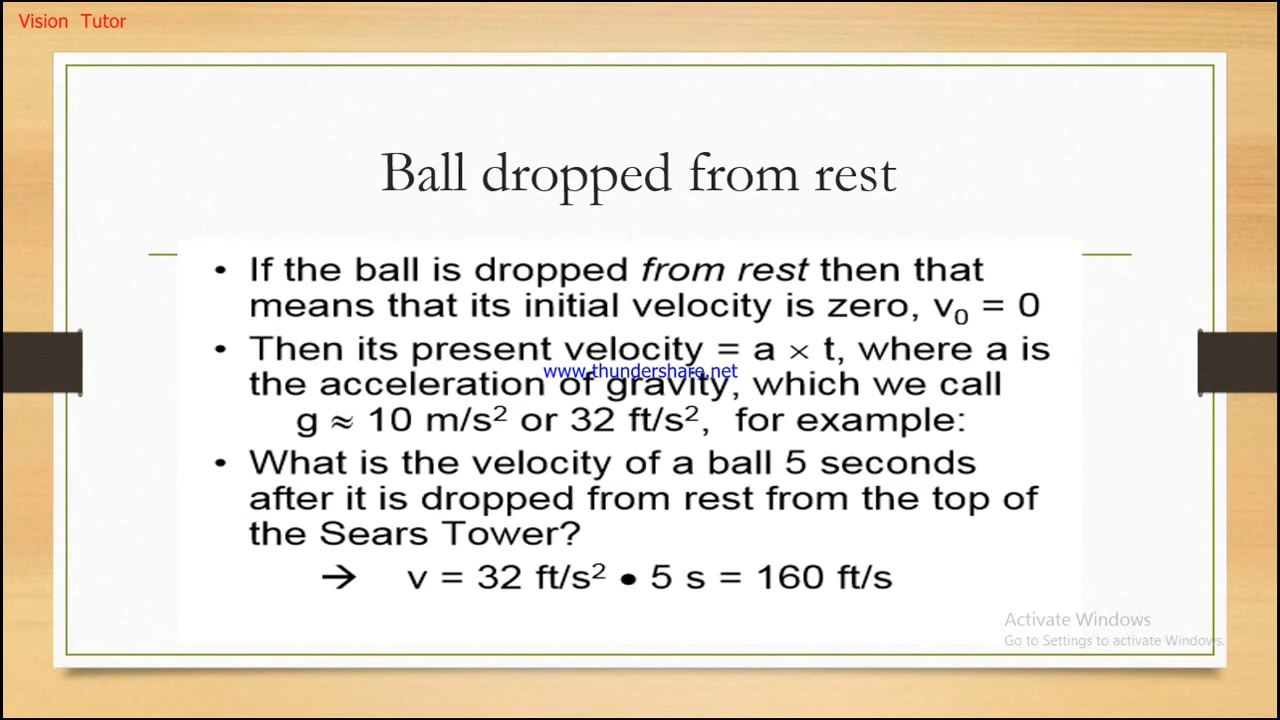 Vision Tutor
Ball dropped from rest
• If the ball is dropped from rest then that
means that its initial velocity is zero, v₀ = 0
• Then its present velocity = a × t, where a is
www.thundershare.net
the acceleration of gravity, which we call
g ≈ 10 m/s² or 32 ft/s², for example:
• What is the velocity of a ball 5 seconds
after it is dropped from rest from the top of
the Sears Tower?
→ v = 32 ft/s² • 5 s = 160 ft/s
Activate Windows
Go to Settings to activate Windows.